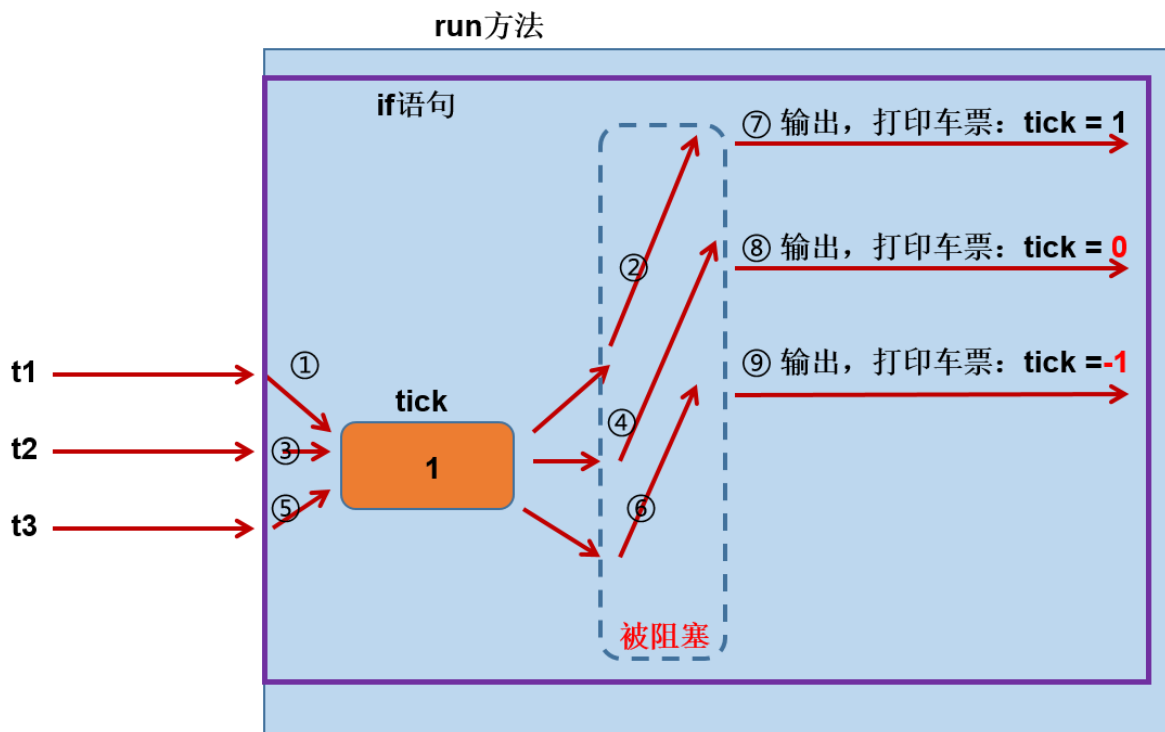 run方法
if语句
⑦ 输出，打印车票：tick = 1
②
⑧ 输出，打印车票：tick = 0
t1
①
⑨ 输出，打印车票：tick =-1
tick
④
t2
③
1
t3
⑤
⑥
被阻塞